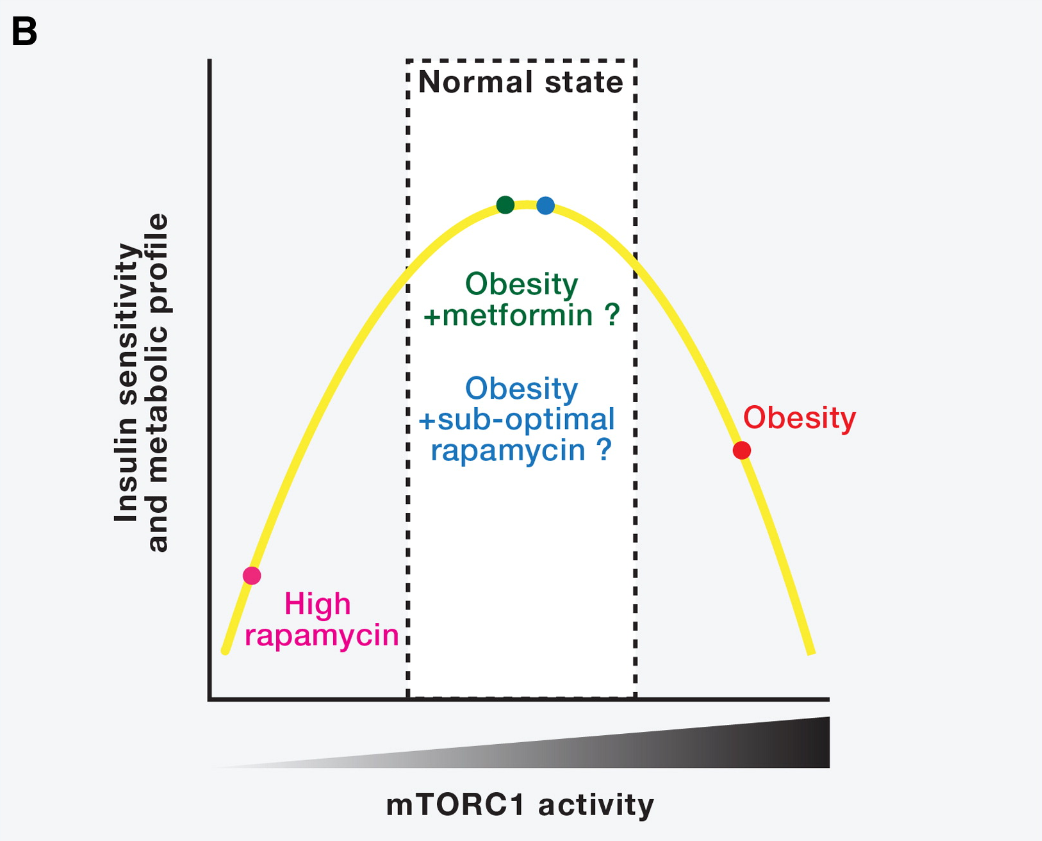 B
Normal state
Insulin sensitivity
and metabolic profile
Obesity
+metformin ?
Obesity
+sub-optimal
rapamycin ?
Obesity
High
rapamycin
mTORC1 activity